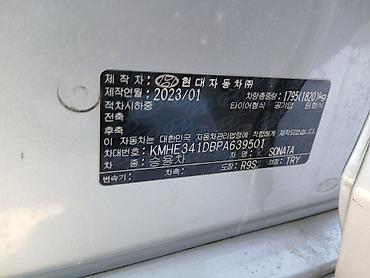 제 작 자 : 현대자동차㈜
제작연월 : 2023/01 차량총중량 : 1795(1820)kg
적차시하중 타이어형식 공기압 림형식
전축
후축
이 자동차는 대한민국 자동차관리법령에 적합하게 제작되었습니다.
차대번호 : KMHE341DBPA639501
차 종 : 승용차 SONATA
변속기 : 차축 : 도장 : R9S 의장 : TRY